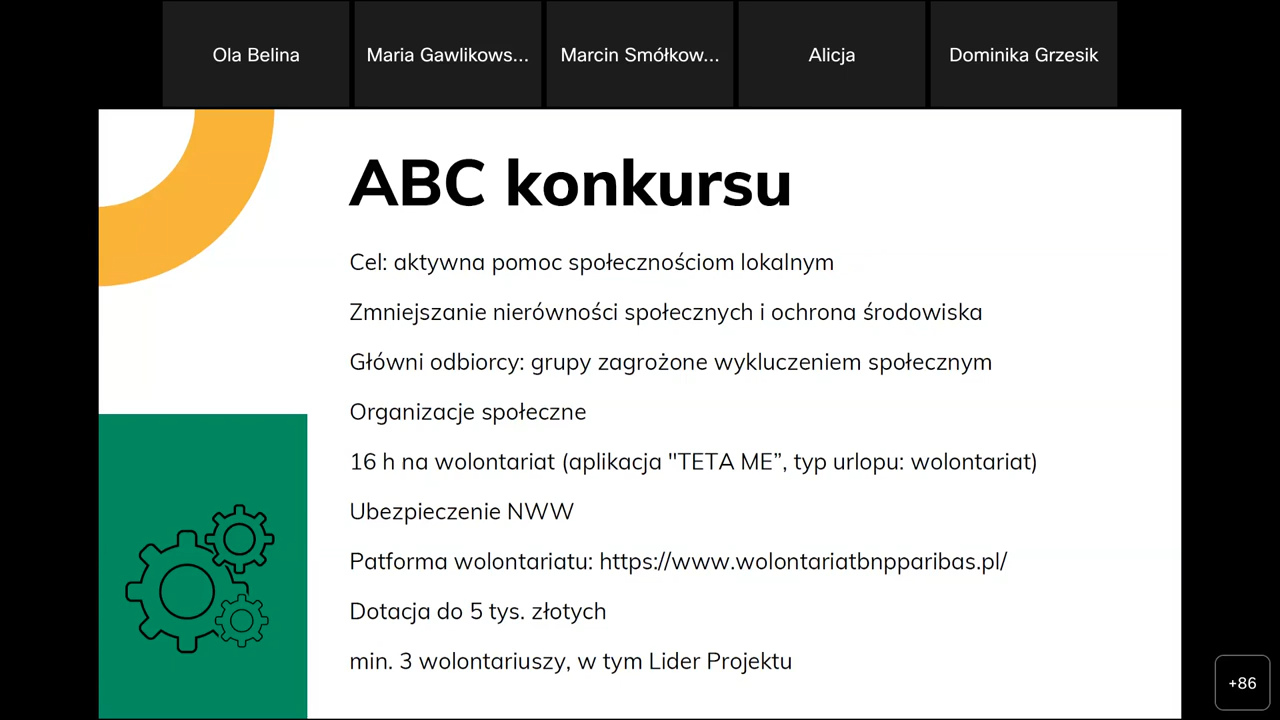 Ola Belina
Maria Gawlikows...
Marcin Smółkow...
Alicja
Dominika Grzesik
ABC konkursu
Cel: aktywna pomoc społecznościom lokalnym
Zmniejszanie nierówności społecznych i ochrona środowiska
Główni odbiorcy: grupy zagrożone wykluczeniem społecznym
Organizacje społeczne
16 h na wolontariat (aplikacja "TETA ME”, typ urlopu: wolontariat)
Ubezpieczenie NWW
Patforma wolontariatu: https://www.wolontariatbnpparibas.pl/
Dotacja do 5 tys. złotych
min. 3 wolontariuszy, w tym Lider Projektu
+86